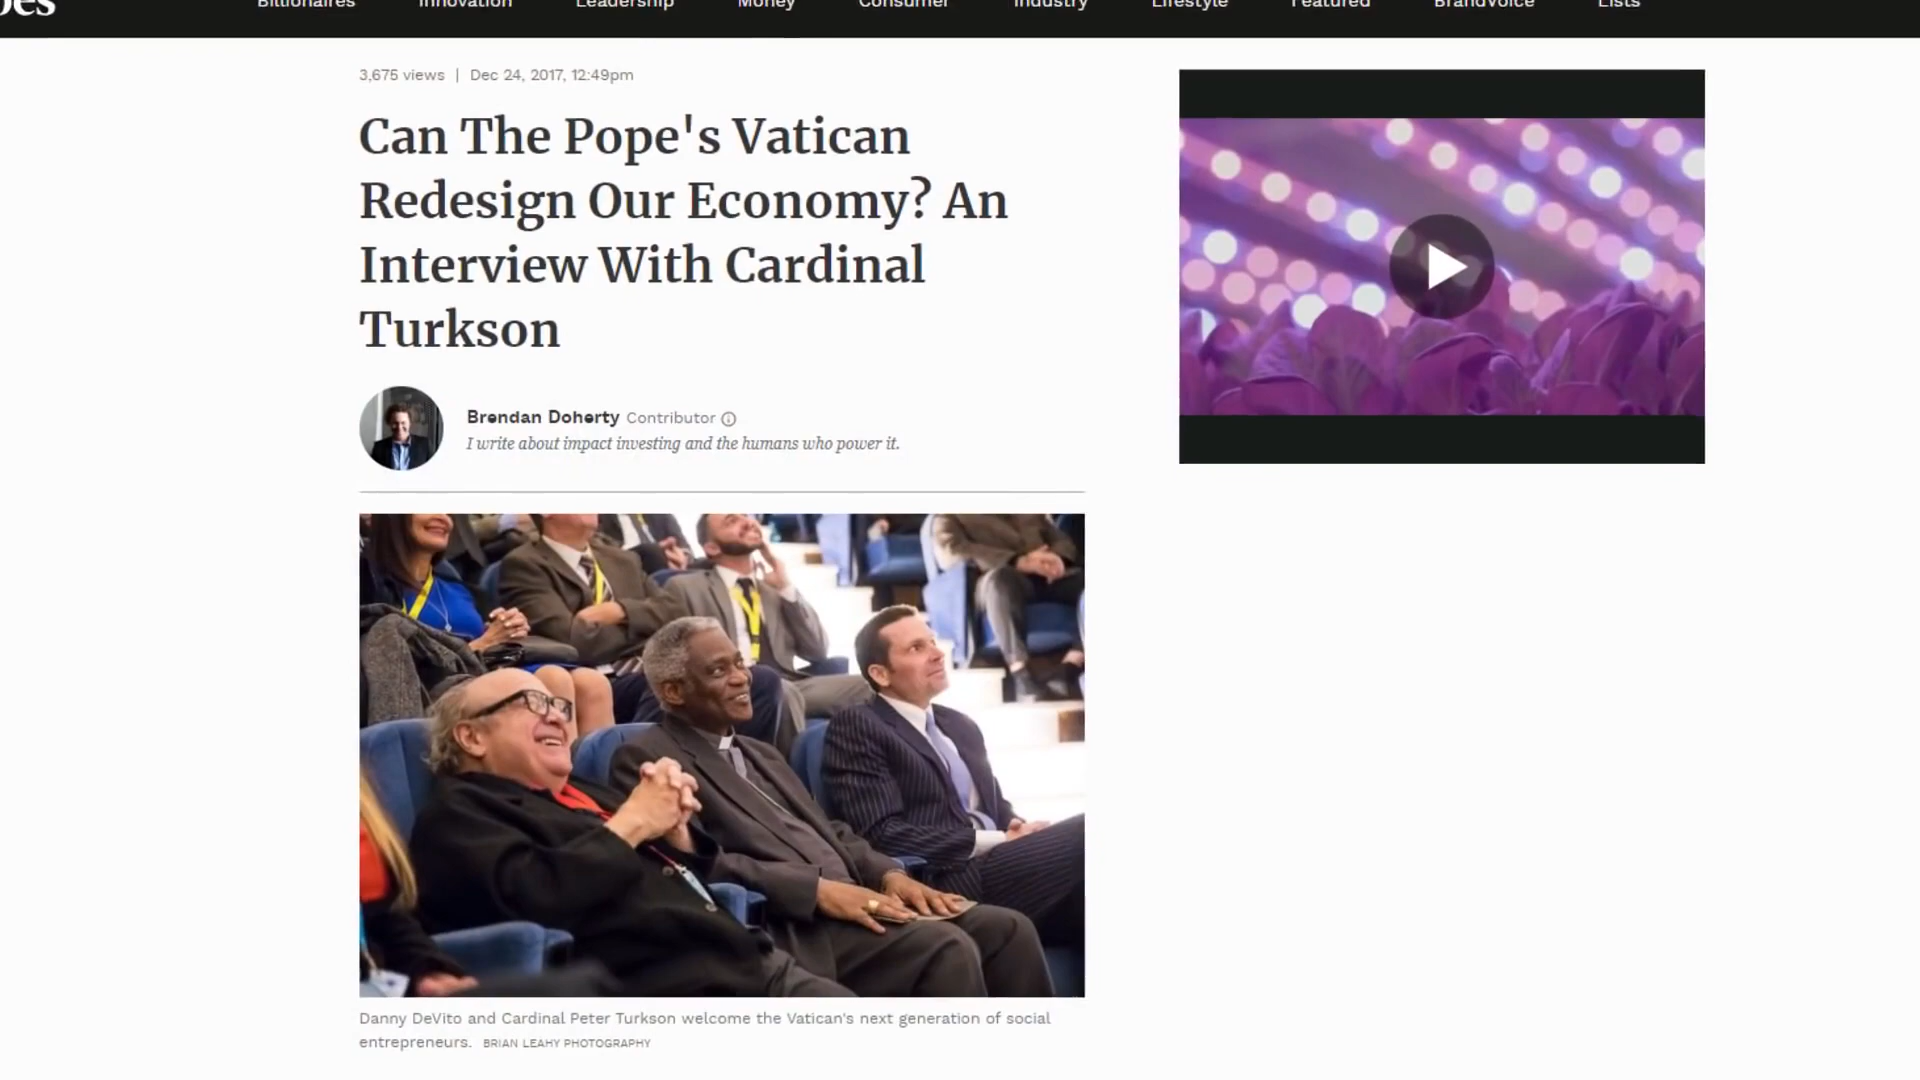 Billionaires Innovation Leadership Money Consumer Industry Lifestyle Featured BrandVoice Lists
3,675 views | Dec 24, 2017, 12:49pm
Can The Pope's Vatican
Redesign Our Economy? An
Interview With Cardinal
Turkson
Brendan Doherty Contributor
I write about impact investing and the humans who power it.
Danny DeVito and Cardinal Peter Turkson welcome the Vatican's next generation of social
entrepreneurs. BRIAN LEAHY PHOTOGRAPHY